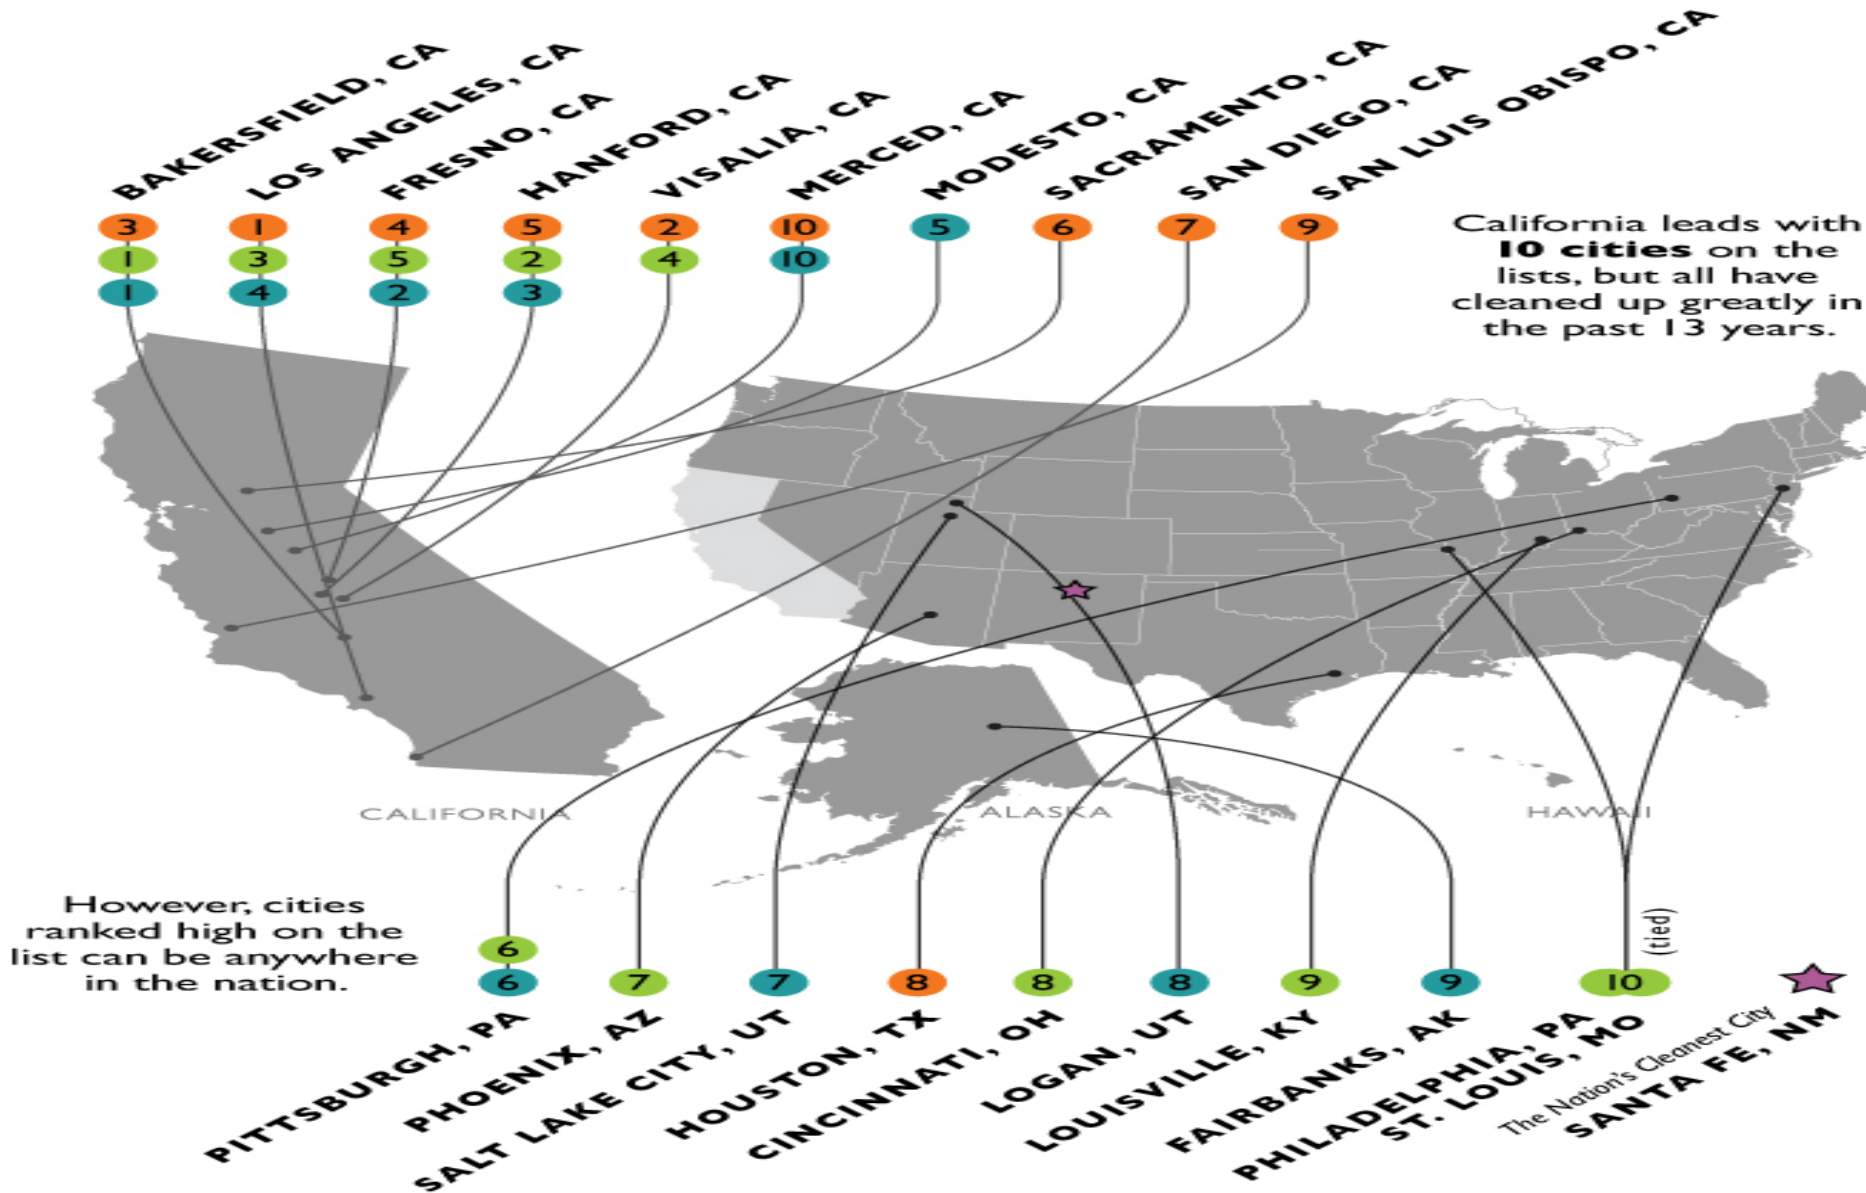 BAKERSFIELD, CA
LOS ANGELES, CA
FRESNO, CA
HANFORD, CA
VISALIA, CA
MERCED, CA
MODESTO, CA
SACRAMENTO, CA
SAN DIEGO, CA
SAN LUIS OBISPO, CA
3 1 4 5 2 10 5 6 7 9
1 3 5 2 4 10
1 4 2 3
California leads with
10 cities on the
lists, but all have
cleaned up greatly in
the past 13 years.
CALIFORNIA
ALASKA
HAWAII
However, cities
ranked high on the
list can be anywhere
in the nation.
(tied)
6
6 7 7 8 8 8 9 9 10
PITTSBURGH, PA
PHOENIX, AZ
SALT LAKE CITY, UT
HOUSTON, TX
CINCINNATI, OH
LOGAN, UT
LOUISVILLE, KY
FAIRBANKS, AK
PHILADELPHIA, PA
ST. LOUIS, MO
The Nation's Cleanest City
SANTA FE, NM